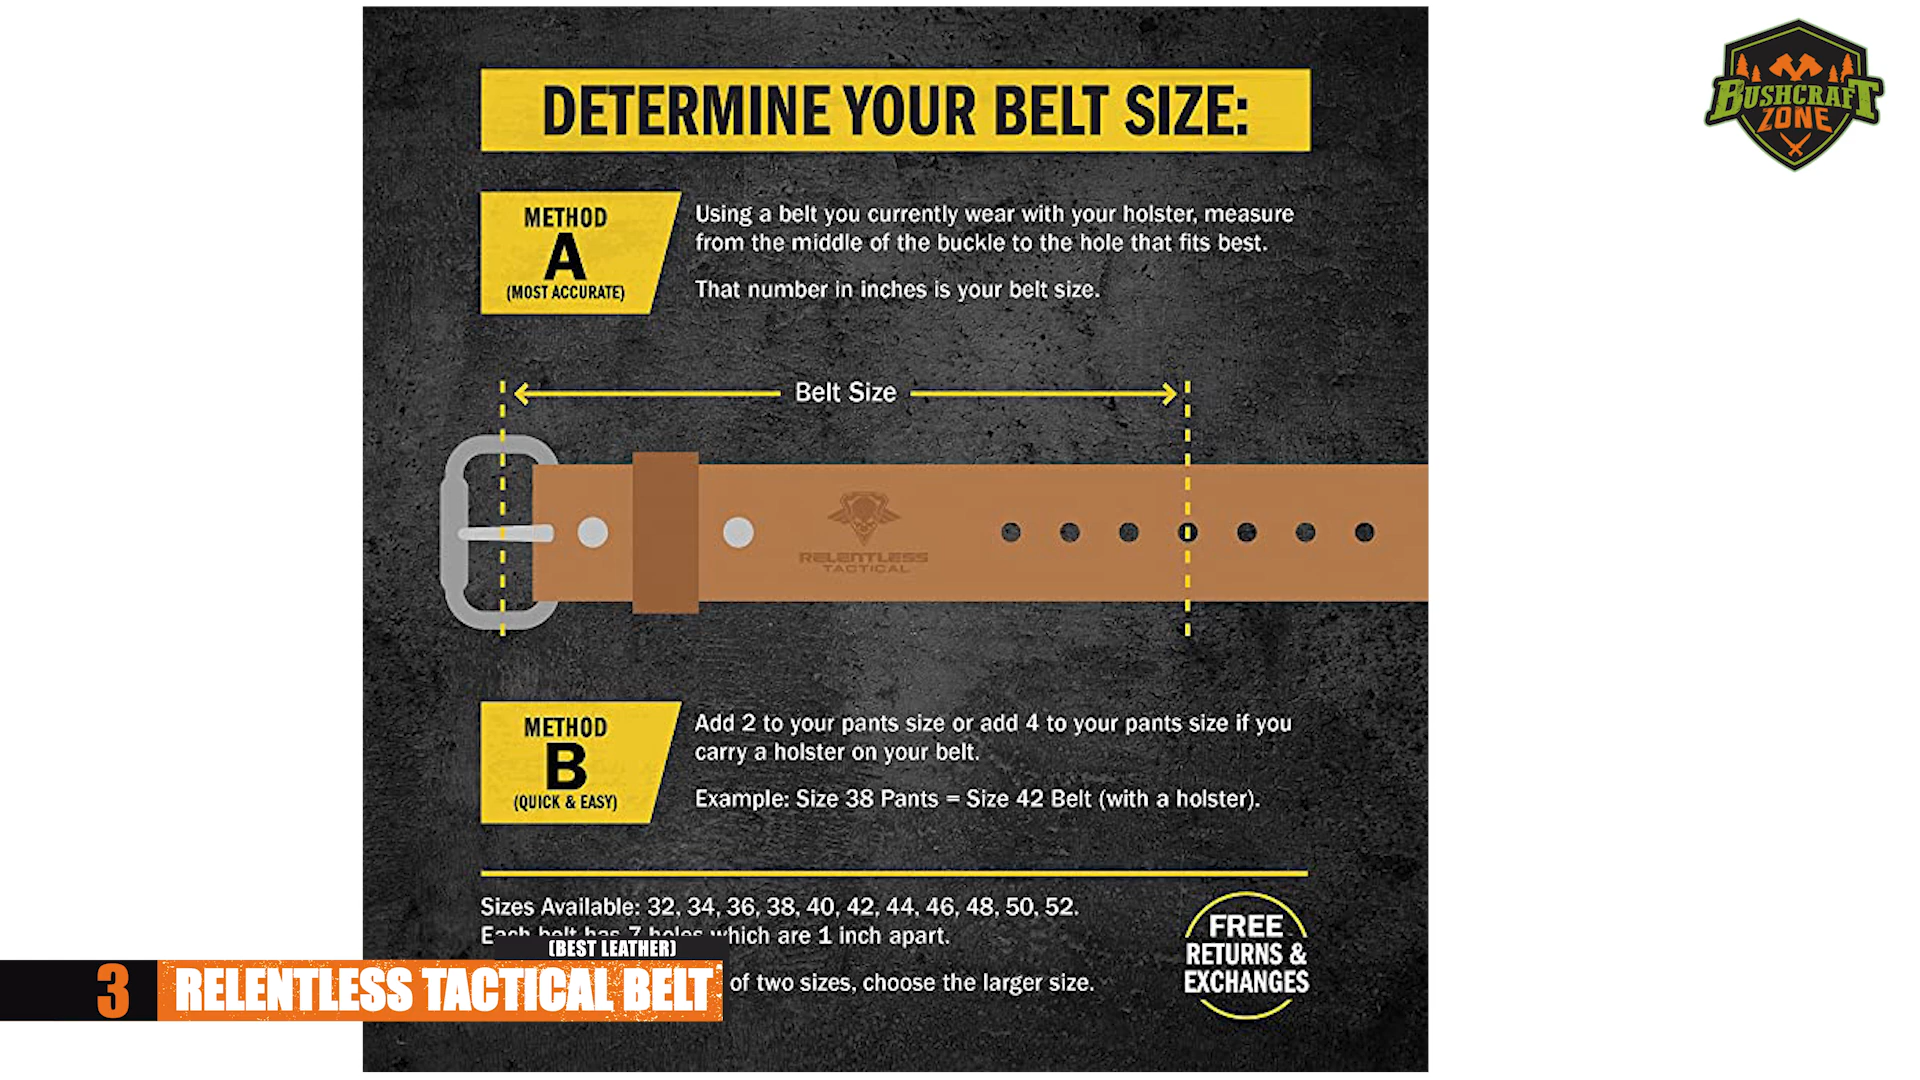 DETERMINE YOUR BELT SIZE:
BUSHCRAFT
ZONE
METHOD
A
(MOST ACCURATE)
Using a belt you currently wear with your holster, measure
from the middle of the buckle to the hole that fits best.
That number in inches is your belt size.
Belt Size
RELENTLESS
TACTICAL
METHOD
B
(QUICK & EASY)
Add 2 to your pants size or add 4 to your pants size if you
carry a holster on your belt.
Example: Size 38 Pants = Size 42 Belt (with a holster).
Sizes Available: 32, 34, 36, 38, 40, 42, 44, 46, 48, 50, 52.
Each belt has 7 holes which are 1 inch apart.
of two sizes, choose the larger size.
FREE
RETURNS &
EXCHANGES
(BEST LEATHER)
3 RELENTLESS TACTICAL BELT